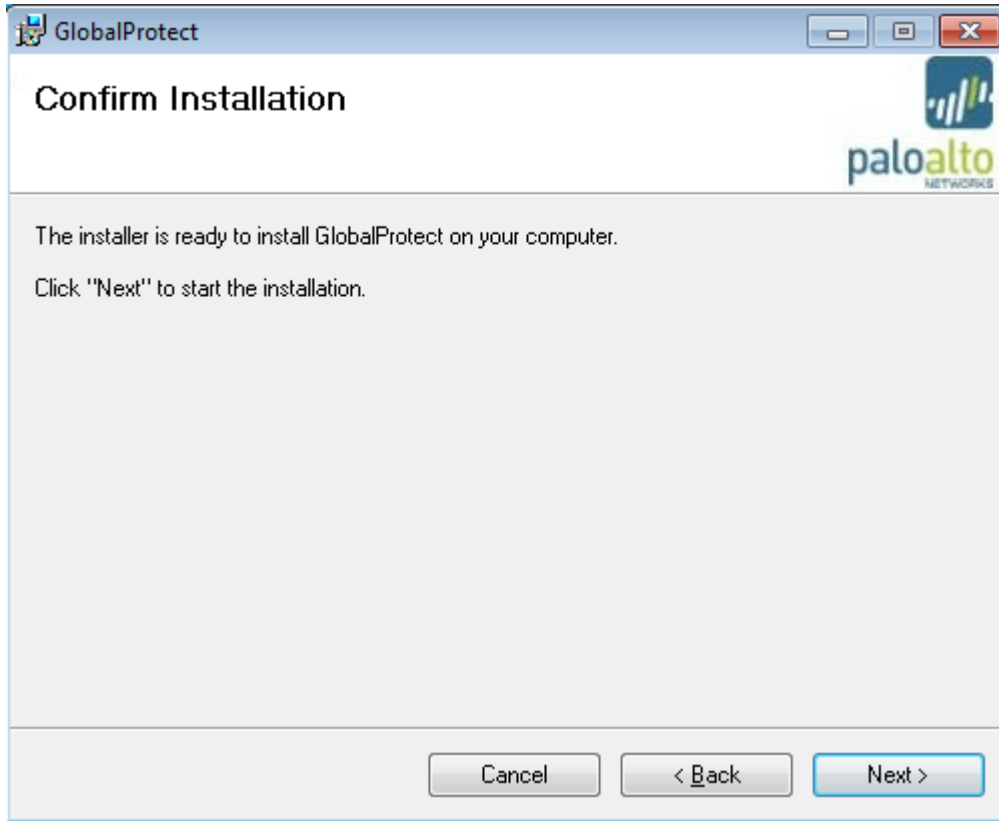 GlobalProtect
Confirm Installation
paloalto
NETWORKS
The installer is ready to install GlobalProtect on your computer.
Click "Next" to start the installation.
Cancel
< Back
Next >